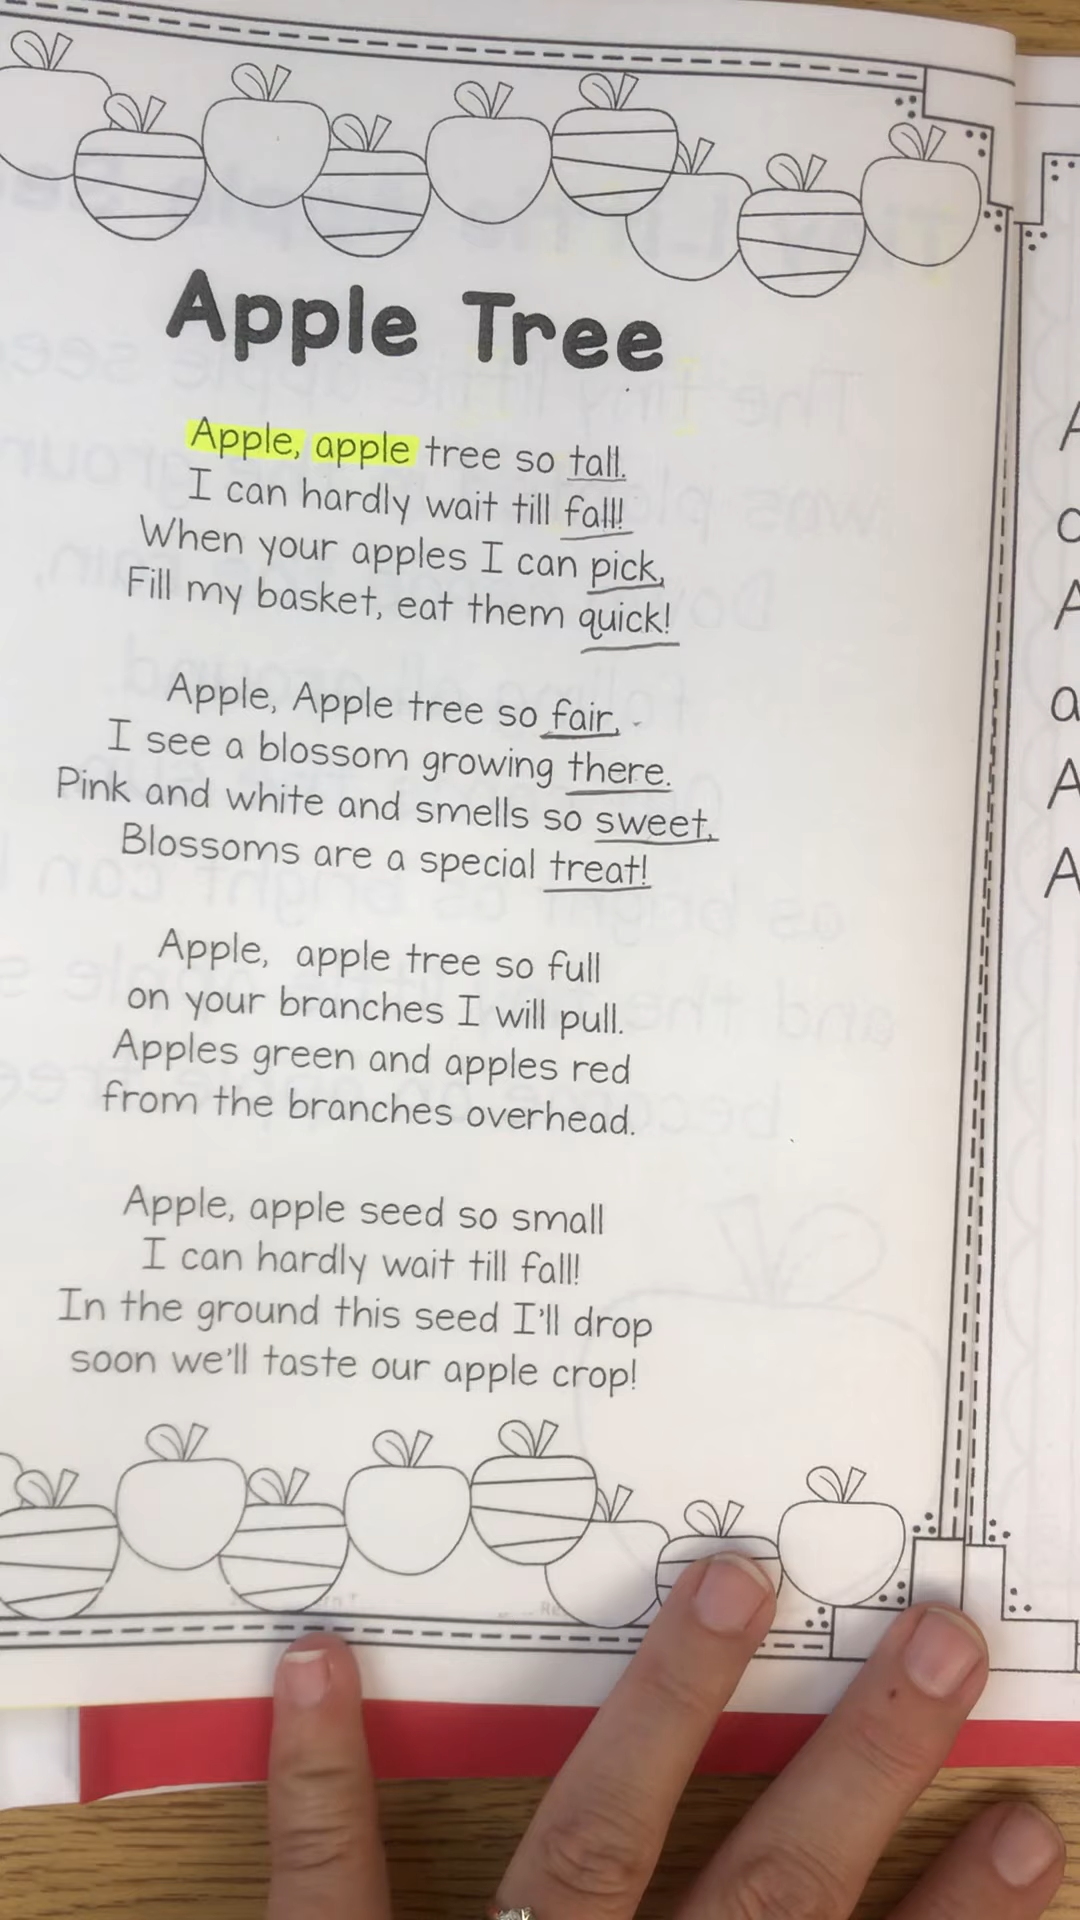 Apple Tree
Apple, apple tree so tall.
I can hardly wait till fall!
When your apples I can pick,
Fill my basket, eat them quick!
Apple, Apple tree so fair,
I see a blossom growing there.
Pink and white and smells so sweet,
Blossoms are a special treat!
Apple, apple tree so full
on your branches I will pull.
Apples green and apples red
from the branches overhead.
Apple, apple seed so small
I can hardly wait till fall!
In the ground this seed I'll drop
soon we'll taste our apple crop!